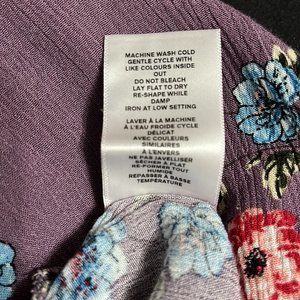 MACHINE WASH COLD
GENTLE CYCLE WITH
LIKE COLOURS INSIDE
OUT
DO NOT BLEACH
LAY FLAT TO DRY
RE-SHAPE WHILE
DAMP
IRON AT LOW SETTING
LAVER À LA MACHINE
À L'EAU FROIDE CYCLE
DÉLICAT
AVEC COULEURS
SIMILAIRES
À L'ENVERS
NE PAS JAVELLISER
SÉCHER À PLAT
RE-FORMER TOUT
HUMIDE
REPASSER À BASSE
TEMPÉRATURE